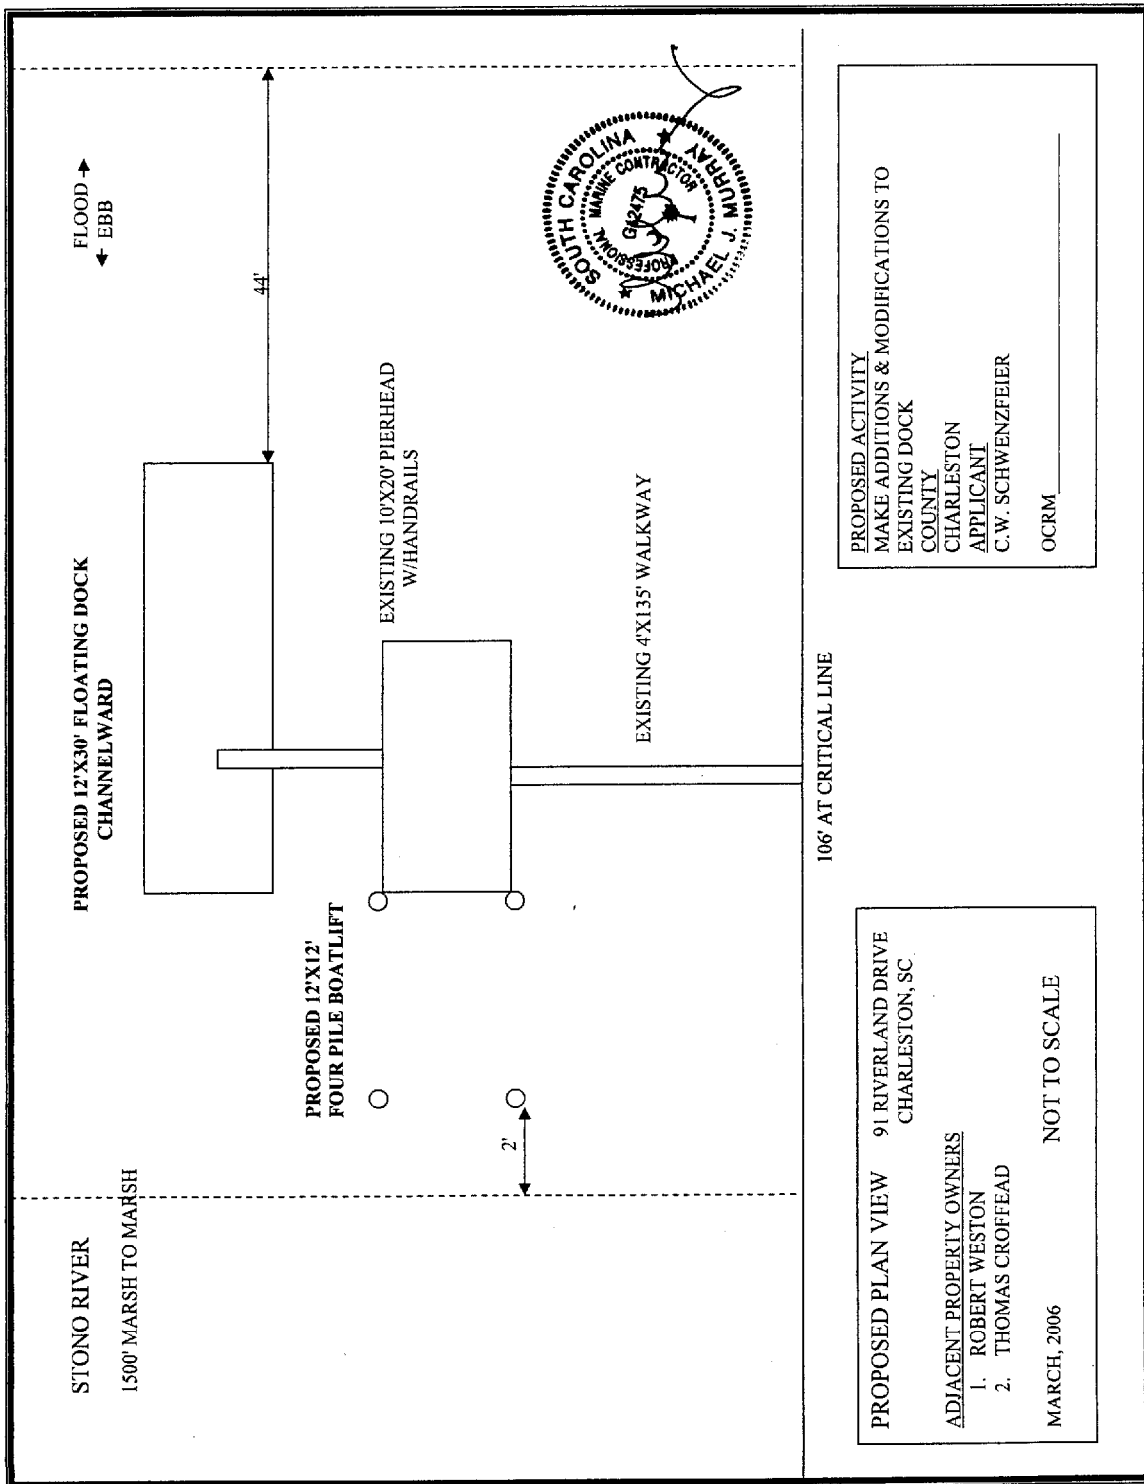 STONO RIVER
1500' MARSH TO MARSH
FLOOD →
← EBB
PROPOSED 12'X30' FLOATING DOCK
CHANNELWARD
44'
PROPOSED 12'X12'
FOUR PILE BOATLIFT
EXISTING 10'X20' PIERHEAD
W/HANDRAILS
2'
EXISTING 4'X135' WALKWAY
SOUTH CAROLINA
PROFESSIONAL MARINE CONTRACTOR
MICHAEL J. MURRAY
106' AT CRITICAL LINE
PROPOSED PLAN VIEW 91 RIVERLAND DRIVE
CHARLESTON, SC
ADJACENT PROPERTY OWNERS
1. ROBERT WESTON
2. THOMAS CROFFEAD
MARCH, 2006 NOT TO SCALE
PROPOSED ACTIVITY
MAKE ADDITIONS & MODIFICATIONS TO
EXISTING DOCK
COUNTY
CHARLESTON
APPLICANT
C.W. SCHWENZFEIER
OCRM